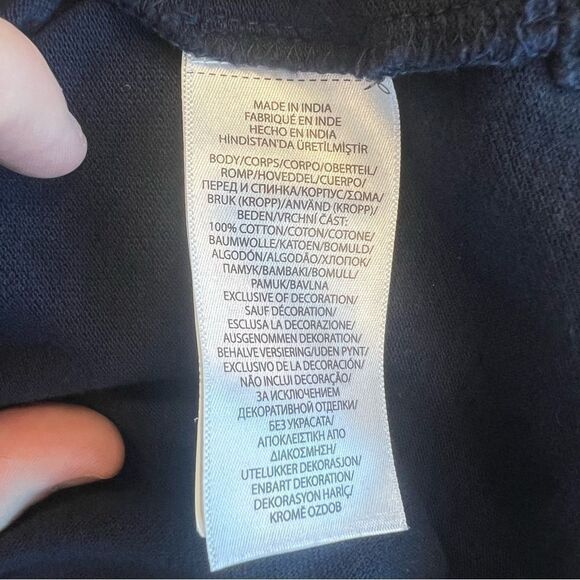 MADE IN INDIA
FABRIQUÉ EN INDE
HECHO EN INDIA
HİNDİSTAN'DA ÜRETİLMİŞTİR
BODY/CORPS/CORPO/OBERTEIL/
ROMP/HOVEDDEL/CUERPO/
ПЕРЕД И СПИНКА/КОРПУС/ΣΩΜΑ/
BRUK (KROPP)/ANVÄND (KROPP)/
BEDEN/VRCHNÍ ČÁST:
100% COTTON/COTON/COTONE/
BAUMWOLLE/KATOEN/BOMULD/
ALGODÓN/ALGODÃO/ХЛОПОК/
ПАМУК/ΒΑΜΒΑΚΙ/BOMULL/
PAMUK/BAVLNA
EXCLUSIVE OF DECORATION/
SAUF DÉCORATION/
ESCLUSA LA DECORAZIONE/
AUSGENOMMEN DEKORATION/
BEHALVE VERSIERING/UDEN PYNT/
EXCLUSIVO DE LA DECORACIÓN/
NÃO INCLUI DECORAÇÃO/
ЗА ИСКЛЮЧЕНИЕМ
ДЕКОРАТИВНОЙ ОТДЕЛКИ/
БЕЗ УКРАСАТА/
ΑΠΟΚΛΕΙΣΤΙΚΗ ΑΠΟ
ΔΙΑΚΟΣΜΗΣΗ/
UTELUKKER DEKORASJON/
ENBART DEKORATION/
DEKORASYON HARİÇ/
KROMĚ OZDOB